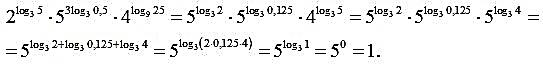 2^{log_3 5} · 5^{3log_3 0,5} · 4^{log_9 25} = 5^{log_3 2} · 5^{log_3 0,125} · 4^{log_3 5} = 5^{log_3 2} · 5^{log_3 0,125} · 5^{log_3 4} =
= 5^{log_3 2+log_3 0,125+log_3 4} = 5^{log_3(2·0,125·4)} = 5^{log_3 1} = 5^0 = 1.